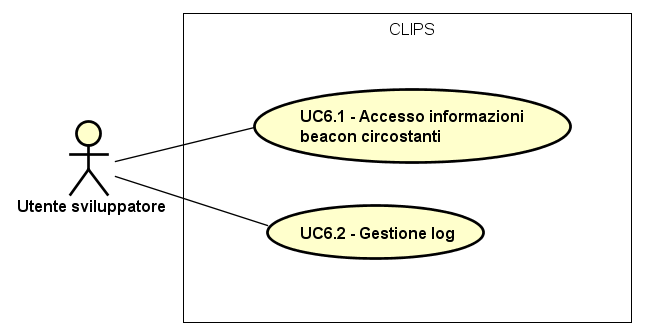 CLIPS
UC6.1 - Accesso informazioni
beacon circostanti
Utente sviluppatore
UC6.2 - Gestione log